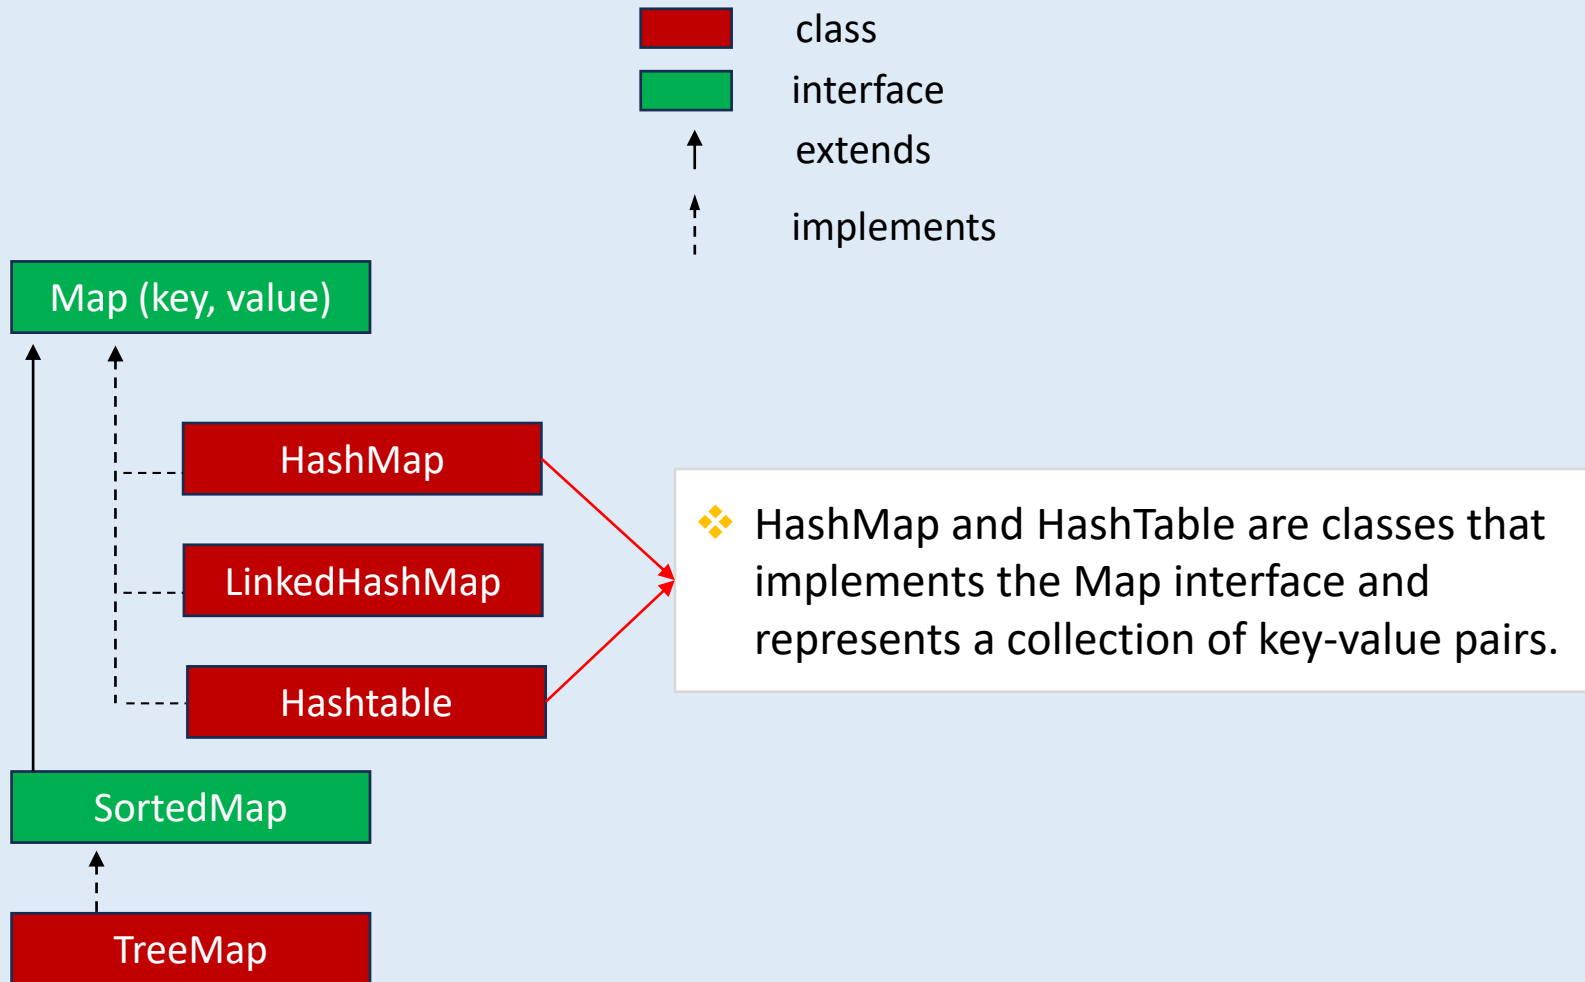 class
interface
extends
implements
Map (key, value)
HashMap
LinkedHashMap
Hashtable
SortedMap
TreeMap
HashMap and HashTable are classes that
implements the Map interface and
represents a collection of key-value pairs.